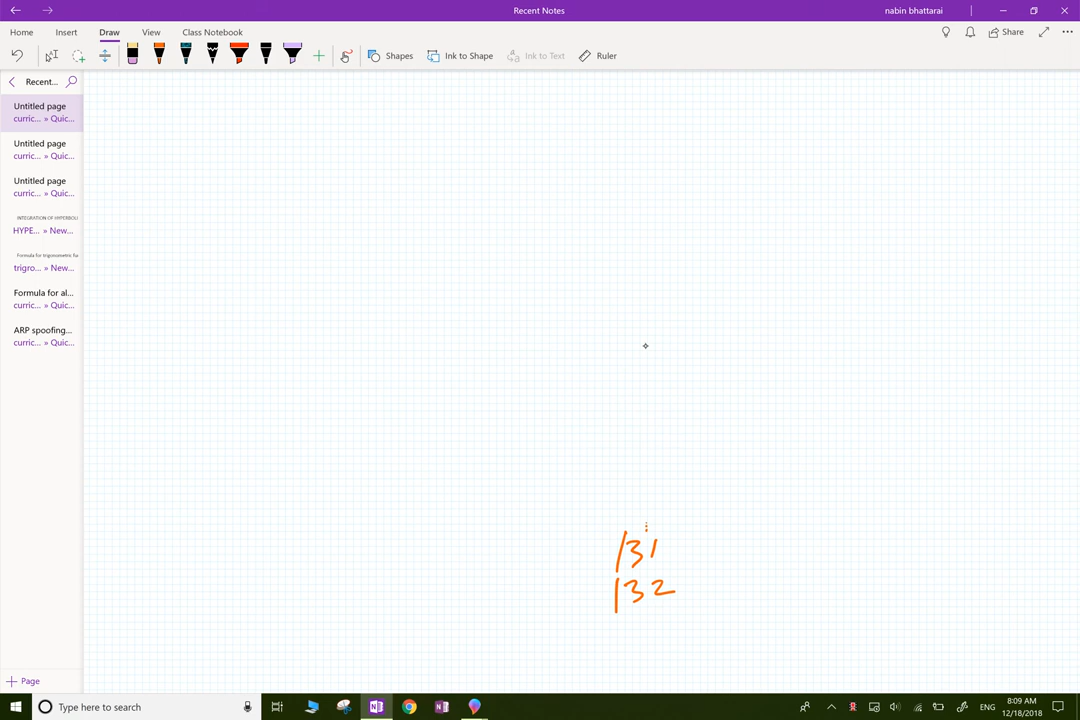 Recent Notes
nabin bhattarai
Home
Insert
Draw
View
Class Notebook
Share
Shapes
Ink to Shape
Ink to Text
Ruler
Recent...
Untitled page
curric... » Quic...
Untitled page
curric... » Quic...
Untitled page
curric... » Quic...
INTEGRATION OF HYPERBOL
HYPE... » New...
Formula for trigonometric fu
trigro... » New...
Formula for al...
curric... » Quic...
ARP spoofing...
curric... » Quic...
/31
/32
+ Page
Type here to search
ENG
8:09 AM
12/18/2018